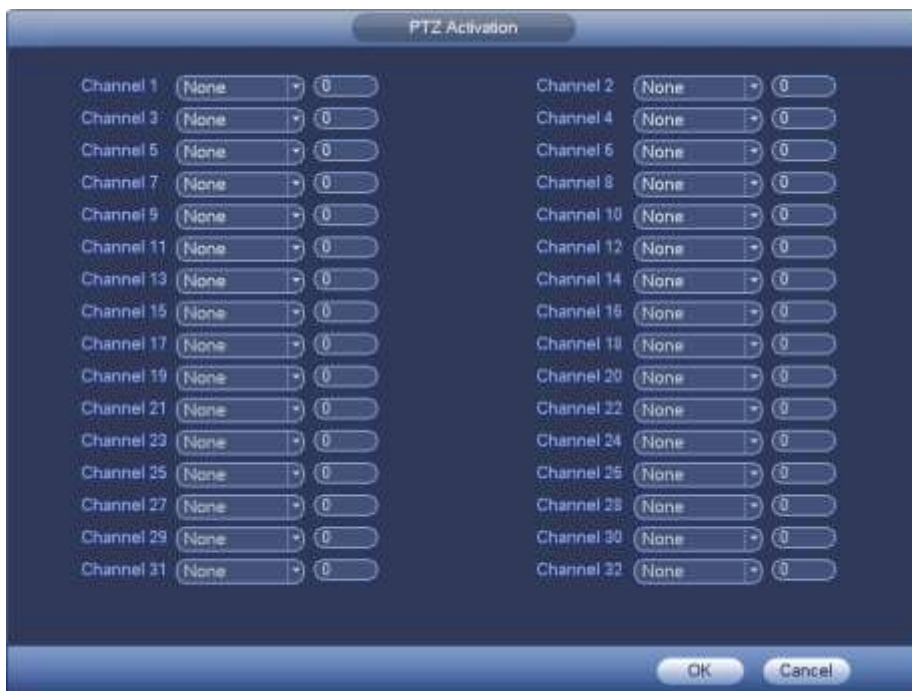 PTZ Activation
Channel 1 None 0 Channel 2 None 0
Channel 3 None 0 Channel 4 None 0
Channel 5 None 0 Channel 6 None 0
Channel 7 None 0 Channel 8 None 0
Channel 9 None 0 Channel 10 None 0
Channel 11 None 0 Channel 12 None 0
Channel 13 None 0 Channel 14 None 0
Channel 15 None 0 Channel 16 None 0
Channel 17 None 0 Channel 18 None 0
Channel 19 None 0 Channel 20 None 0
Channel 21 None 0 Channel 22 None 0
Channel 23 None 0 Channel 24 None 0
Channel 25 None 0 Channel 26 None 0
Channel 27 None 0 Channel 28 None 0
Channel 29 None 0 Channel 30 None 0
Channel 31 None 0 Channel 32 None 0
OK Cancel